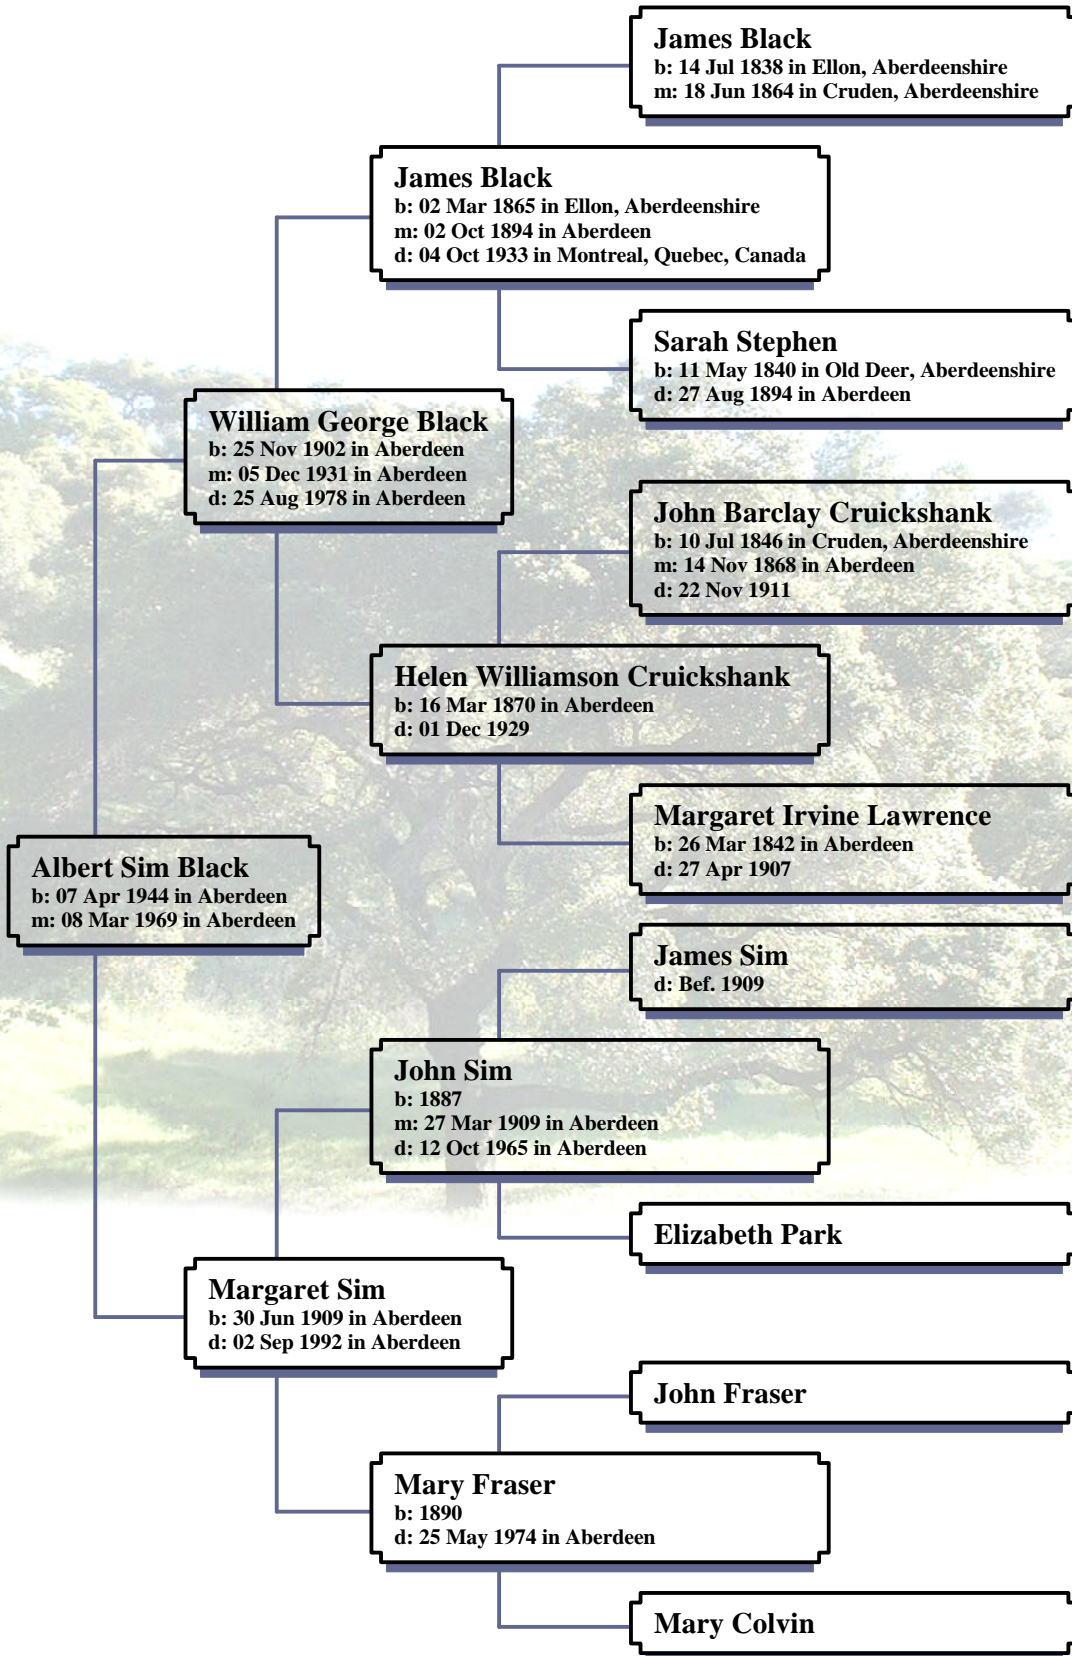 James Black
b: 14 Jul 1838 in Ellon, Aberdeenshire
m: 18 Jun 1864 in Cruden, Aberdeenshire
James Black
b: 02 Mar 1865 in Ellon, Aberdeenshire
m: 02 Oct 1894 in Aberdeen
d: 04 Oct 1933 in Montreal, Quebec, Canada
Sarah Stephen
b: 11 May 1840 in Old Deer, Aberdeenshire
d: 27 Aug 1894 in Aberdeen
William George Black
b: 25 Nov 1902 in Aberdeen
m: 05 Dec 1931 in Aberdeen
d: 25 Aug 1978 in Aberdeen
John Barclay Cruickshank
b: 10 Jul 1846 in Cruden, Aberdeenshire
m: 14 Nov 1868 in Aberdeen
d: 22 Nov 1911
Helen Williamson Cruickshank
b: 16 Mar 1870 in Aberdeen
d: 01 Dec 1929
Margaret Irvine Lawrence
b: 26 Mar 1842 in Aberdeen
d: 27 Apr 1907
Albert Sim Black
b: 07 Apr 1944 in Aberdeen
m: 08 Mar 1969 in Aberdeen
James Sim
d: Bef. 1909
John Sim
b: 1887
m: 27 Mar 1909 in Aberdeen
d: 12 Oct 1965 in Aberdeen
Elizabeth Park
Margaret Sim
b: 30 Jun 1909 in Aberdeen
d: 02 Sep 1992 in Aberdeen
John Fraser
Mary Fraser
b: 1890
d: 25 May 1974 in Aberdeen
Mary Colvin